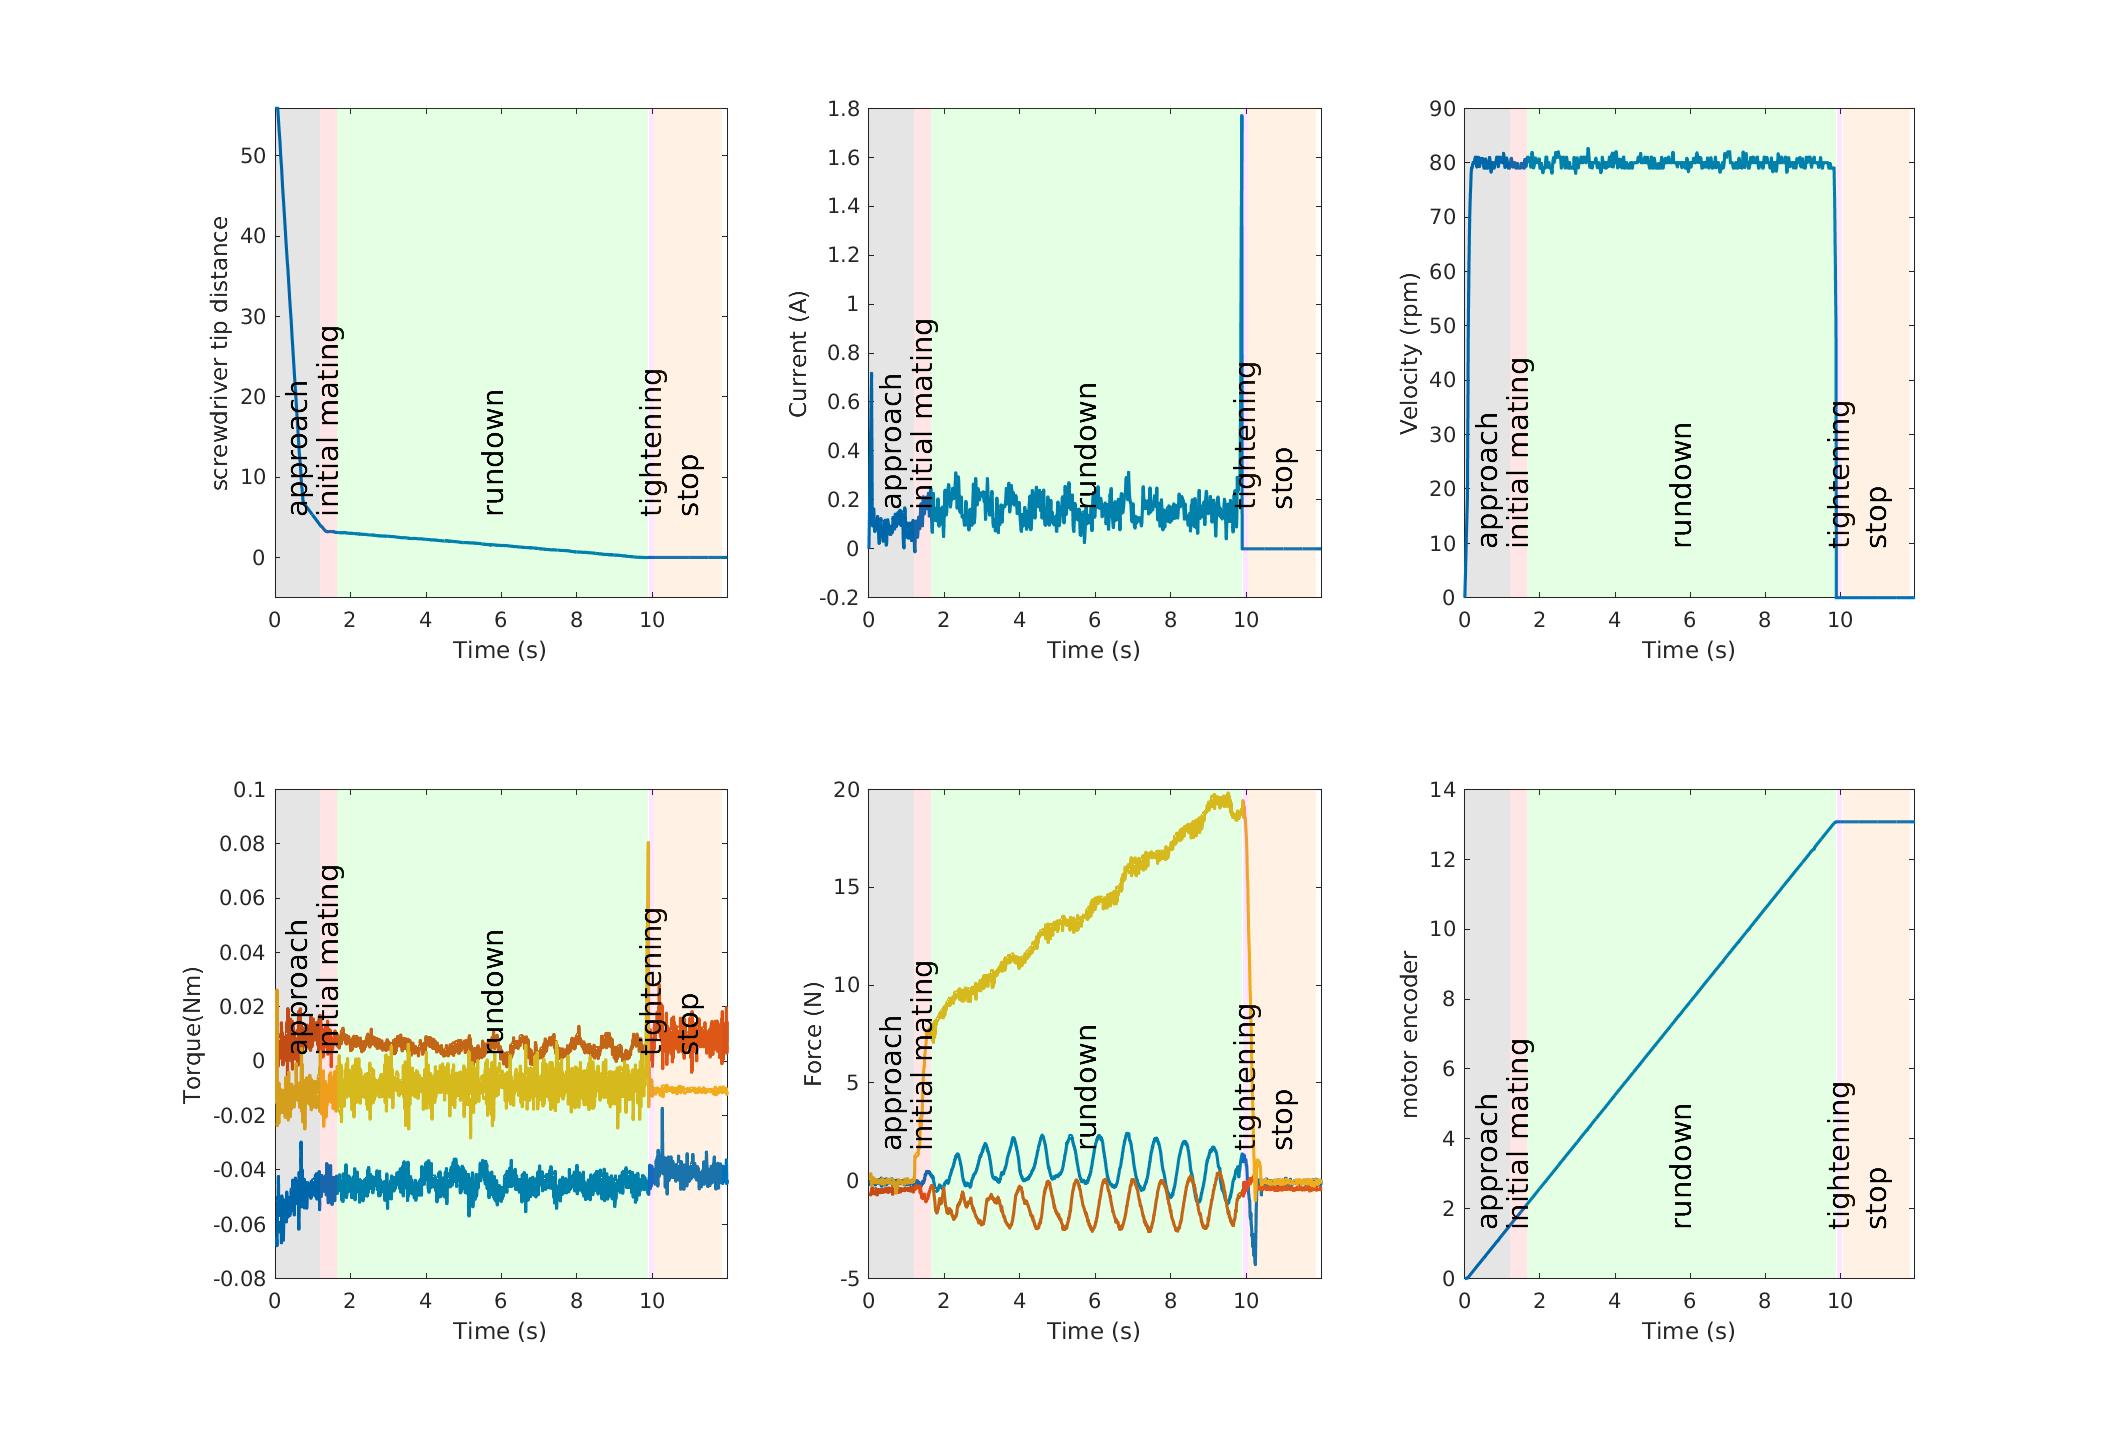 50
40
30
20
10
0
screwdriver tip distance
approach
initial mating
rundown
tightening
stop
0 2 4 6 8 10
Time (s)
1.8
1.6
1.4
1.2
1
0.8
0.6
0.4
0.2
0
-0.2
Current (A)
approach
initial mating
rundown
tightening
stop
0 2 4 6 8 10
Time (s)
90
80
70
60
50
40
30
20
10
0
Velocity (rpm)
approach
initial mating
rundown
tightening
stop
0 2 4 6 8 10
Time (s)
0.1
0.08
0.06
0.04
0.02
0
-0.02
-0.04
-0.06
-0.08
Torque(Nm)
approach
initial mating
rundown
tightening
stop
0 2 4 6 8 10
Time (s)
20
15
10
5
0
-5
Force (N)
approach
initial mating
rundown
tightening
stop
0 2 4 6 8 10
Time (s)
14
12
10
8
6
4
2
0
motor encoder
approach
initial mating
rundown
tightening
stop
0 2 4 6 8 10
Time (s)